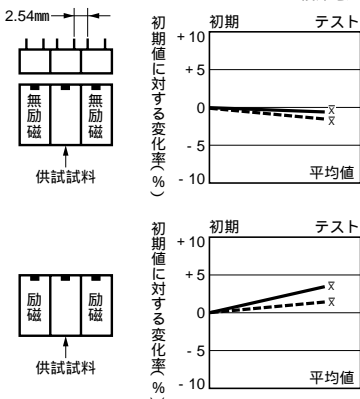 2.54mm
無励磁
無励磁
供試試料
初期値に対する変化率(%)
初期
テスト
+10
+5
0
-5
-10
x̄
x̄
平均値
励磁
励磁
供試試料
初期値に対する変化率(%
初期
テスト
+10
+5
0
-5
-10
x̄
x̄
平均値